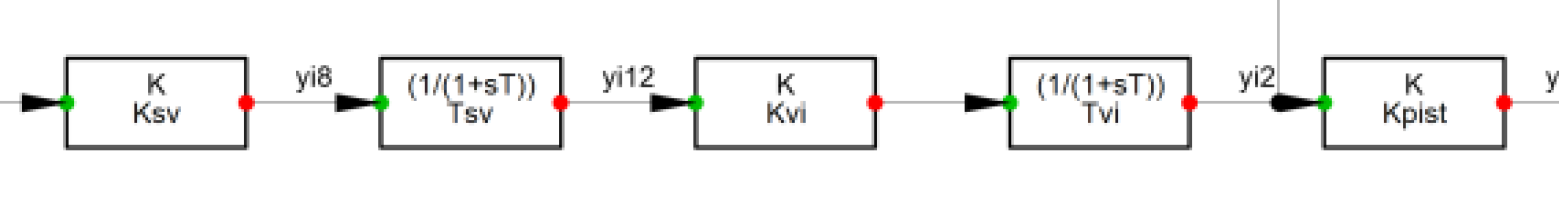 K
Ksv
yi8
(1/(1+sT))
Tsv
yi12
K
Kvi
(1/(1+sT))
Tvi
yi2
K
Kpist
y